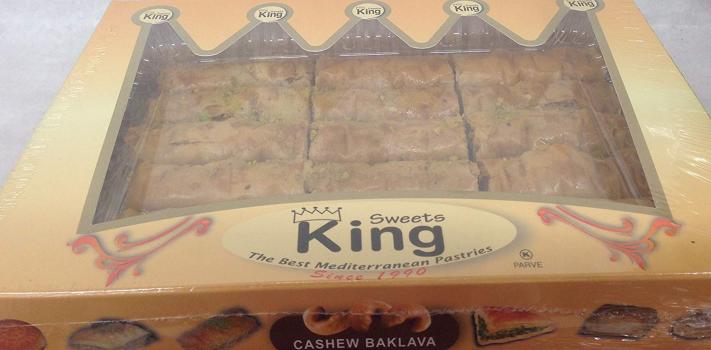 King
King
King
King
King
Sweets
King
The Best Mediterranean Pastries
Since 1990
K
PARVE
CASHEW BAKLAVA